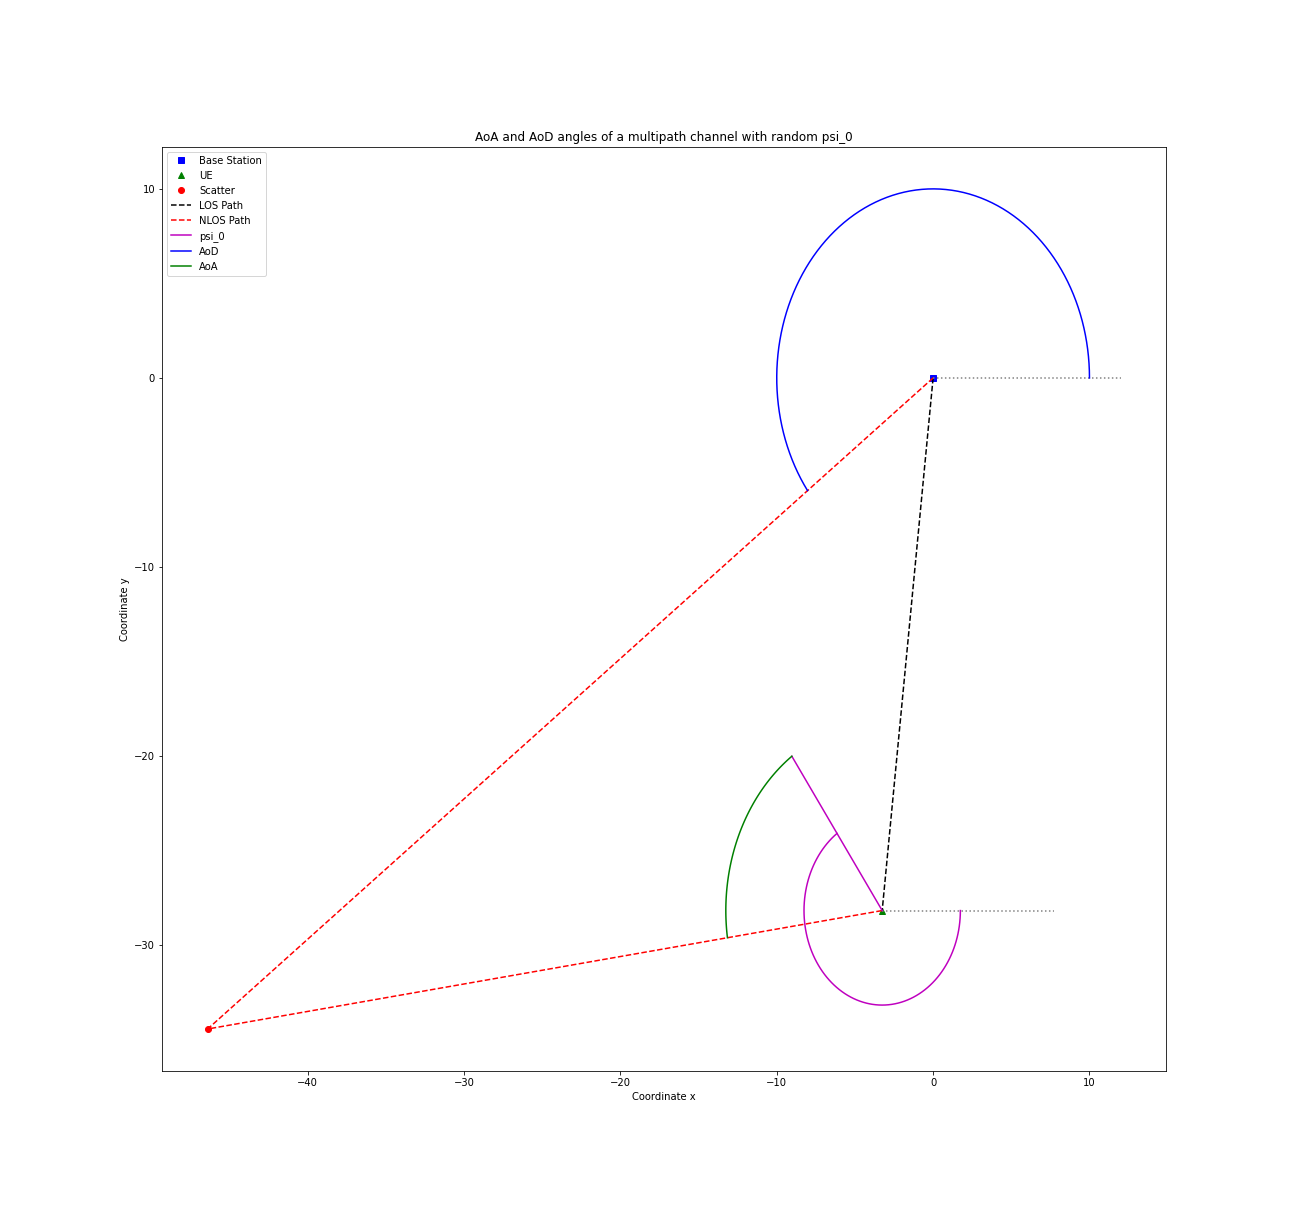 AoA and AoD angles of a multipath channel with random psi_0
Base Station
UE
Scatter
LOS Path
NLOS Path
psi_0
AoD
AoA
10
0
−10
−20
−30
Coordinate y
−40
−30
−20
−10
0
10
Coordinate x